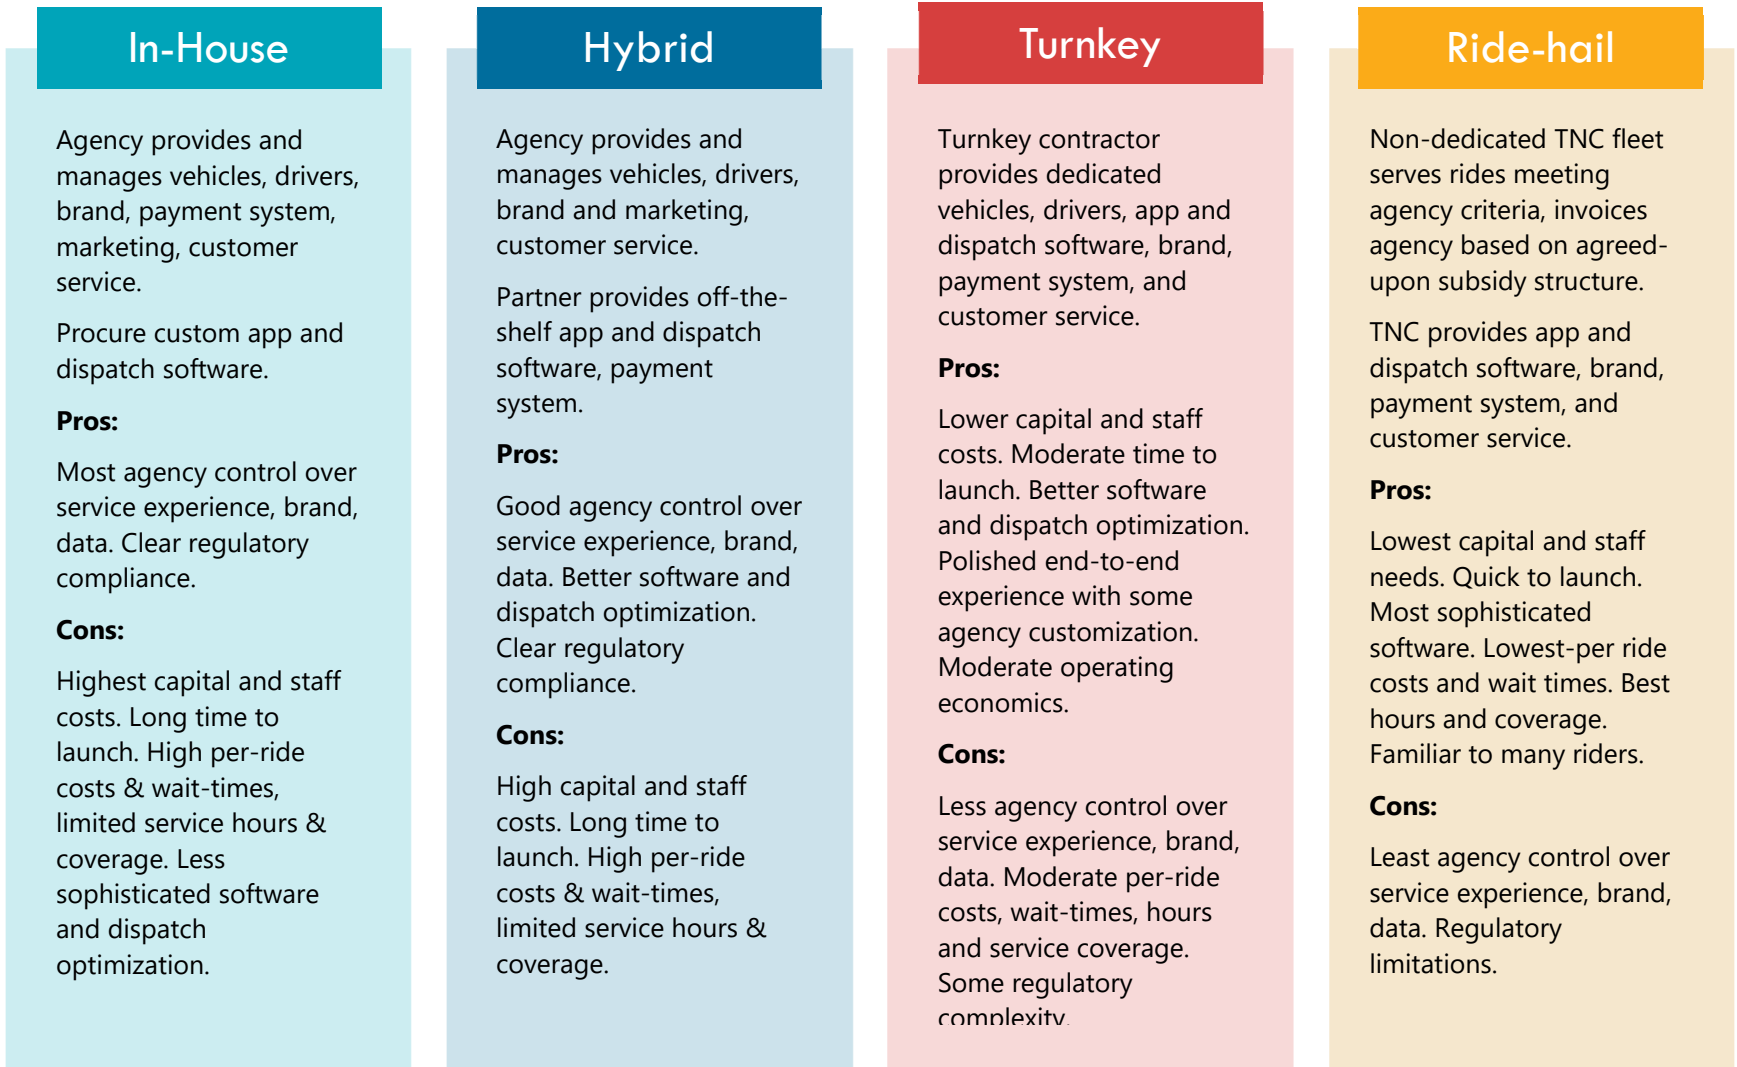 In-House
Agency provides and
manages vehicles, drivers,
brand, payment system,
marketing, customer
service.
Procure custom app and
dispatch software.
Pros:
Most agency control over
service experience, brand,
data. Clear regulatory
compliance.
Cons:
Highest capital and staff
costs. Long time to
launch. High per-ride
costs & wait-times,
limited service hours &
coverage. Less
sophisticated software
and dispatch
optimization.
Hybrid
Agency provides and
manages vehicles, drivers,
brand and marketing,
customer service.
Partner provides off-the-
shelf app and dispatch
software, payment
system.
Pros:
Good agency control over
service experience, brand,
data. Better software and
dispatch optimization.
Clear regulatory
compliance.
Cons:
High capital and staff
costs. Long time to
launch. High per-ride
costs & wait-times,
limited service hours &
coverage.
Turnkey
Turnkey contractor
provides dedicated
vehicles, drivers, app and
dispatch software, brand,
payment system, and
customer service.
Pros:
Lower capital and staff
costs. Moderate time to
launch. Better software
and dispatch optimization.
Polished end-to-end
experience with some
agency customization.
Moderate operating
economics.
Cons:
Less agency control over
service experience, brand,
data. Moderate per-ride
costs, wait-times, hours
and service coverage.
Some regulatory
complexity.
Ride-hail
Non-dedicated TNC fleet
serves rides meeting
agency criteria, invoices
agency based on agreed-
upon subsidy structure.
TNC provides app and
dispatch software, brand,
payment system, and
customer service.
Pros:
Lowest capital and staff
needs. Quick to launch.
Most sophisticated
software. Lowest-per ride
costs and wait times. Best
hours and coverage.
Familiar to many riders.
Cons:
Least agency control over
service experience, brand,
data. Regulatory
limitations.